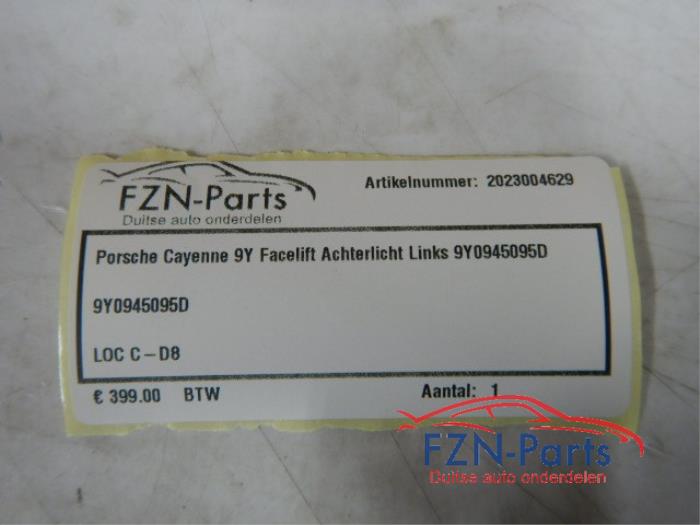 FZN-Parts
Duitse auto onderdelen
Artikelnummer: 2023004629
Porsche Cayenne 9Y Facelift Achterlicht Links 9Y0945095D
9Y0945095D
LOC C-D8
€ 399.00 BTW
Aantal: 1
FZN-Parts
Duitse auto onderdelen